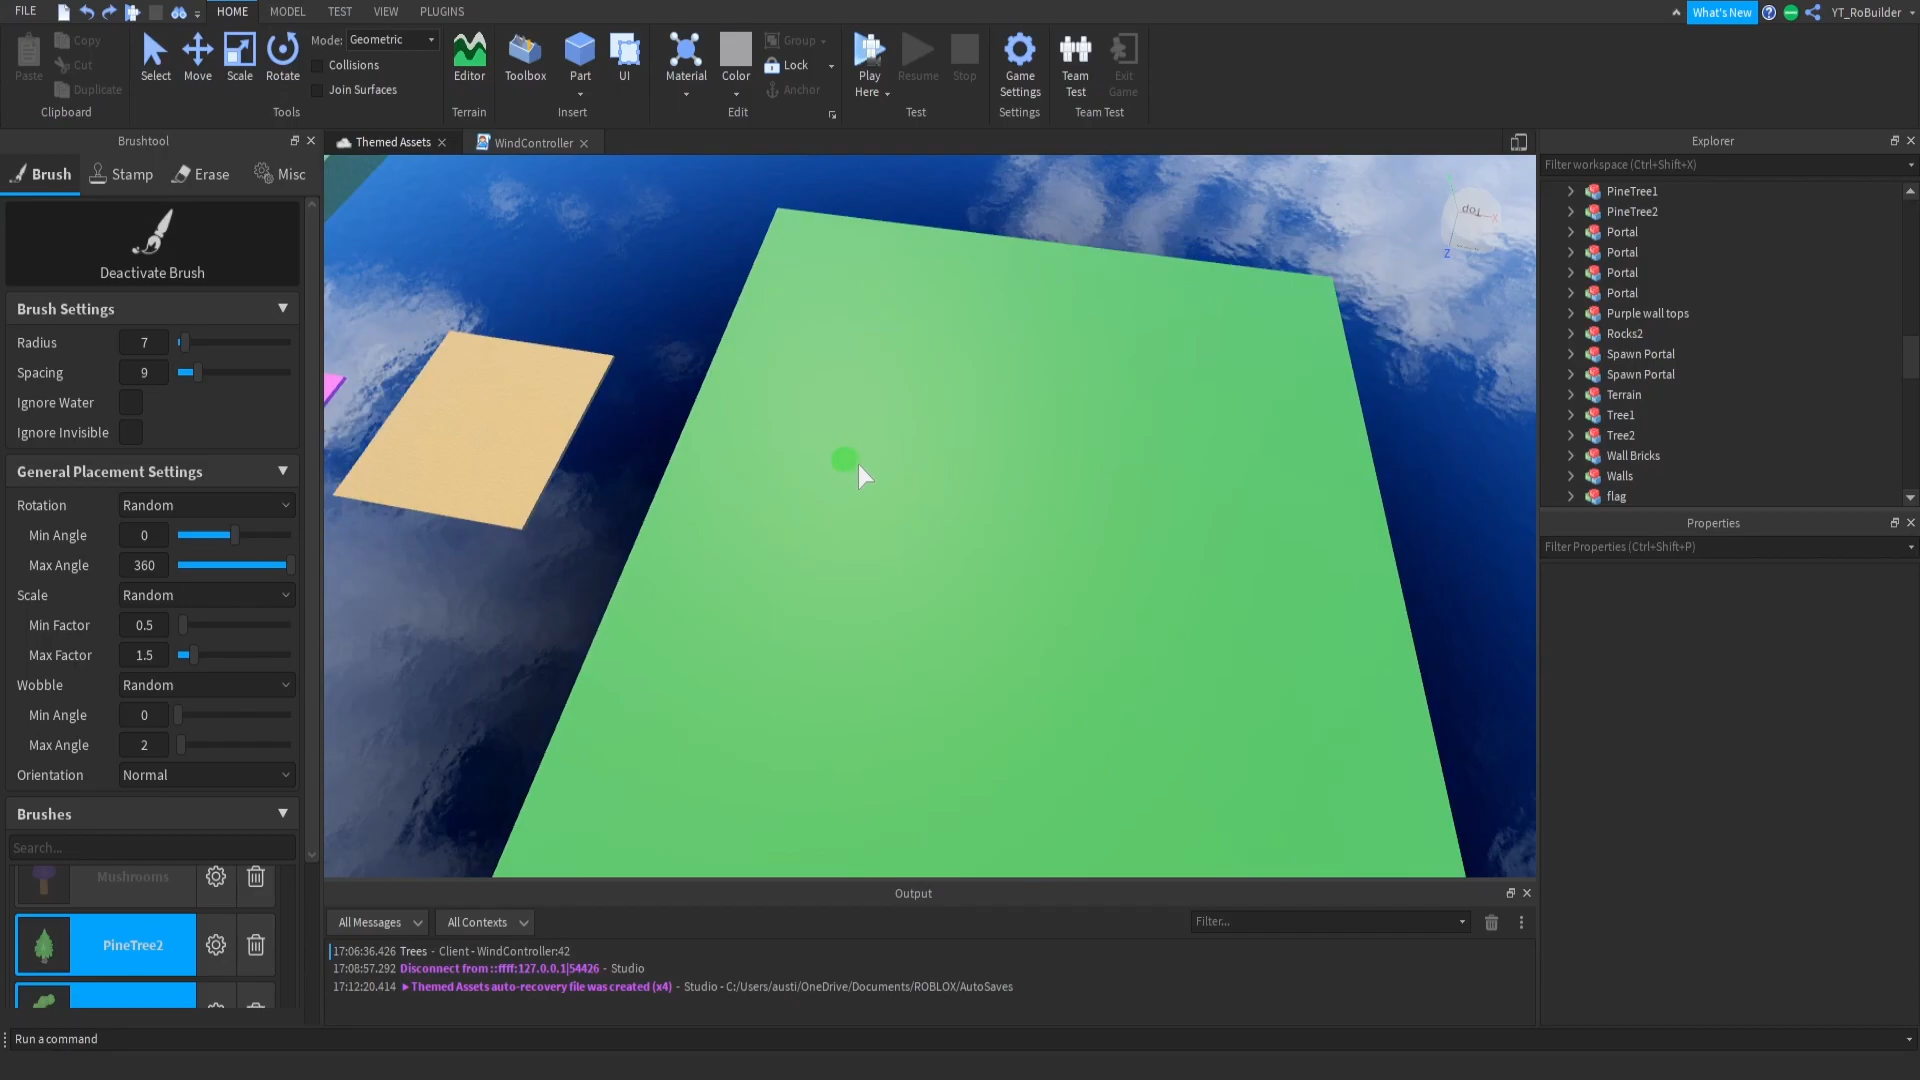 FILE HOME MODEL TEST VIEW PLUGINS What's New YT_RoBuilder
Paste Copy Cut Duplicate Clipboard
Select Move Scale Rotate Mode: Geometric Collisions Join Surfaces Tools
Editor Terrain
Toolbox Part UI Insert
Material Color Group Lock Anchor Edit
Play Here Resume Stop Test
Game Settings Settings
Team Test Exit Game Team Test
Brushtool
Themed Assets WindController
Brush Stamp Erase Misc
Deactivate Brush
Brush Settings
Radius 7
Spacing 9
Ignore Water
Ignore Invisible
General Placement Settings
Rotation Random
Min Angle 0
Max Angle 360
Scale Random
Min Factor 0.5
Max Factor 1.5
Wobble Random
Min Angle 0
Max Angle 2
Orientation Normal
Brushes
Search...
Mushrooms
PineTree2
Top X
Z
Explorer
Filter workspace (Ctrl+Shift+X)
PineTree1
PineTree2
Portal
Portal
Portal
Portal
Purple wall tops
Rocks2
Spawn Portal
Spawn Portal
Terrain
Tree1
Tree2
Wall Bricks
Walls
flag
Properties
Filter Properties (Ctrl+Shift+P)
Output
All Messages All Contexts Filter...
17:06:36.426 Trees - Client - WindController:42
17:08:57.292 Disconnect from ::ffff:127.0.0.1|54426 - Studio
17:12:20.414 Themed Assets auto-recovery file was created (x4) - Studio - C:/Users/austi/OneDrive/Documents/ROBLOX/AutoSaves
Run a command